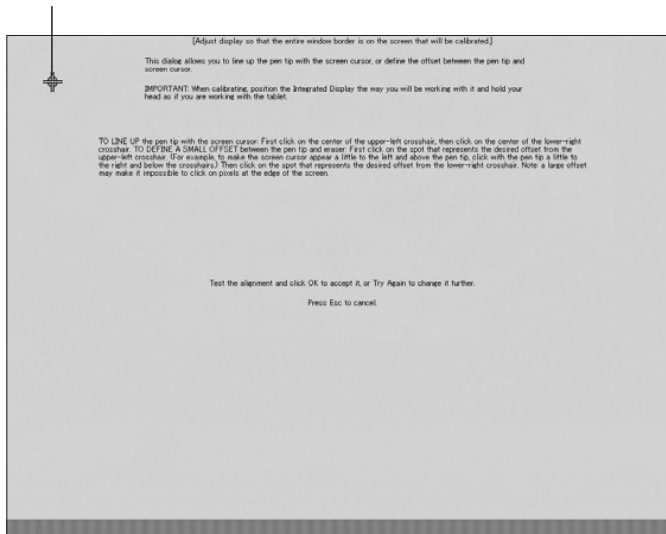 [Adjust display so that the entire window border is on the screen that will be calibrated.]
This dialog allows you to line up the pen tip with the screen cursor, or define the offset between the pen tip and
screen cursor.
IMPORTANT: When calibrating, position the Integrated Display the way you will be working with it and hold your
head as if you are working with the tablet.
TO LINE UP the pen tip with the screen cursor: First click on the center of the upper-left crosshair, then click on the center of the lower-right
crosshair. TO DEFINE A SMALL OFFSET between the pen tip and eraser: First click on the spot that represents the desired offset from the
upper-left crosshair. (For example, to make the screen cursor appear a little to the left and above the pen tip, click with the pen tip a little to
the right and below the crosshairs.) Then click on the spot that represents the desired offset from the lower-right crosshair. Note: a large offset
may make it impossible to click on pixels at the edge of the screen.
Test the alignment and click OK to accept it, or Try Again to change it further.
Press Esc to cancel.